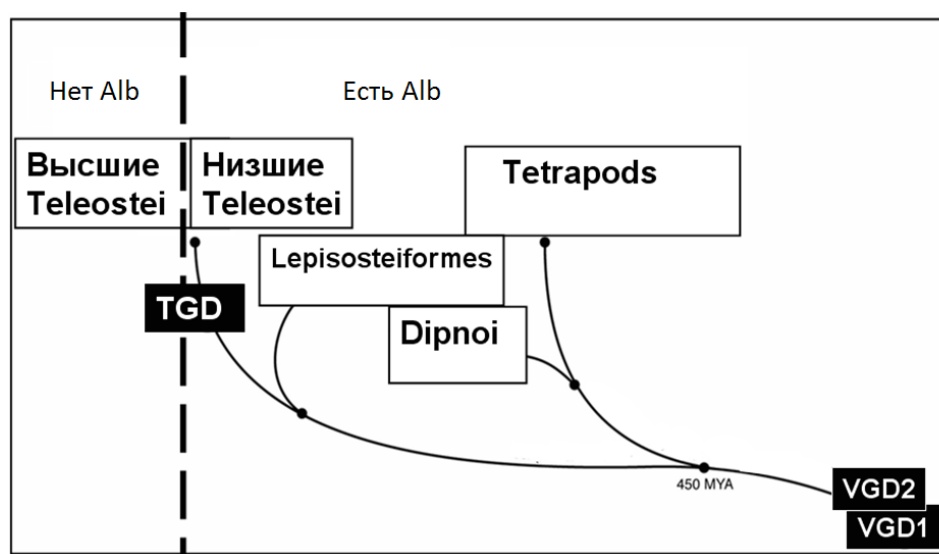 Нет Alb
Есть Alb
Высшие
Teleostei
Низшие
Teleostei
Tetrapods
Lepisosteiformes
TGD
Dipnoi
450 MYA
VGD2
VGD1